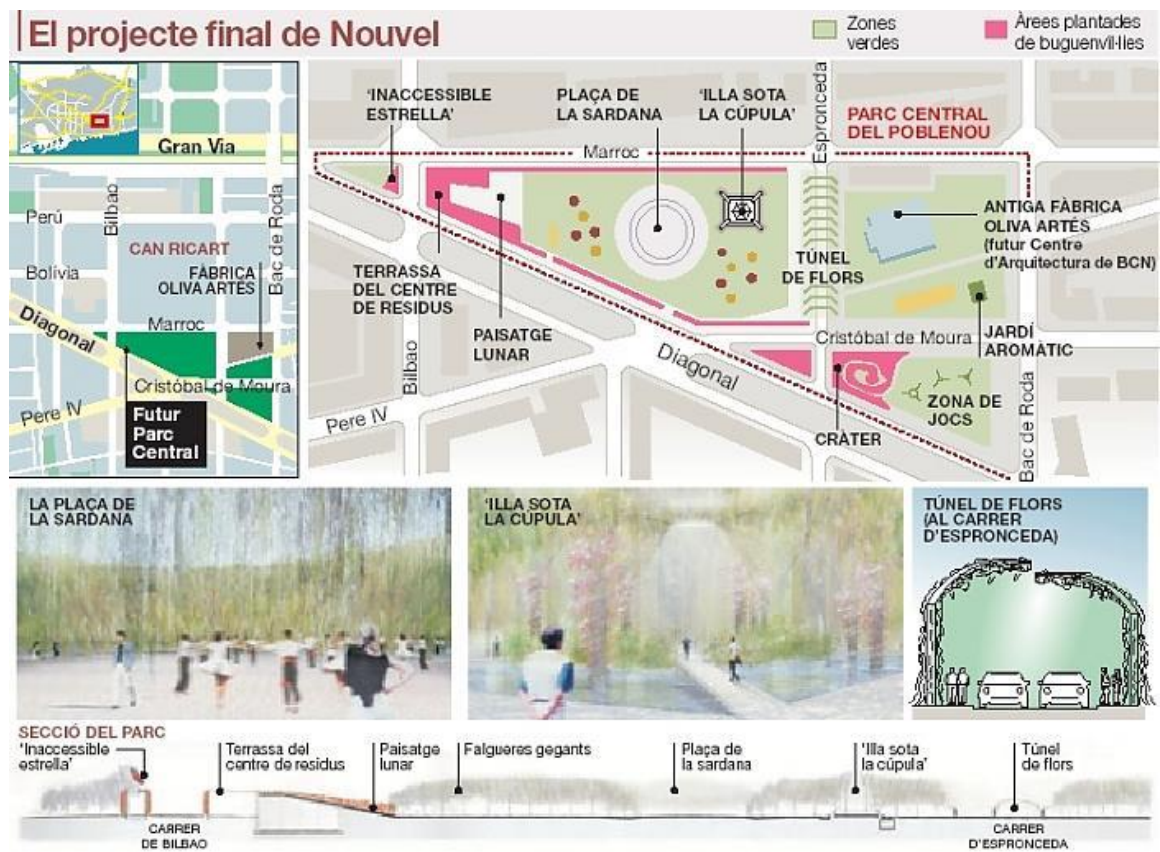 El projecte final de Nouvel
Zones
verdes
Àrees plantades
de buguenvíl·lies
Gran Via
Perú
Bilbao
Bac de Roda
CAN RICART
Bolívia
FÀBRICA
OLIVA ARTÉS
Marroc
Diagonal
Cristóbal de Moura
Pere IV
Futur
Parc
Central
'INACCESSIBLE
ESTRELLA'
PLAÇA DE
LA SARDANA
'ILLA SOTA
LA CÚPULA'
Espronceda
PARC CENTRAL
DEL POBLENOU
Marroc
ANTIGA FÀBRICA
OLIVA ARTÉS
(futur Centre
d'Arquitectura de BCN)
TERRASSA
DEL CENTRE
DE RESIDUS
PAISATGE
LUNAR
TÚNEL
DE FLORS
Cristóbal de Moura
JARDÍ
AROMÀTIC
Bilbao
Diagonal
Pere IV
CRÀTER
ZONA DE
JOCS
Bac de Roda
LA PLAÇA DE
LA SARDANA
'ILLA SOTA
LA CÚPULA'
TÚNEL DE FLORS
(AL CARRER
D'ESPRONCEDA)
SECCIÓ DEL PARC
'Inaccessible
estrella'
Terrassa del
centre de residus
Paisatge
lunar
Falgueres gegants
Plaça de
la sardana
'Illa sota
la cúpula'
Túnel
de flors
CARRER
DE BILBAO
CARRER
D'ESPRONCEDA